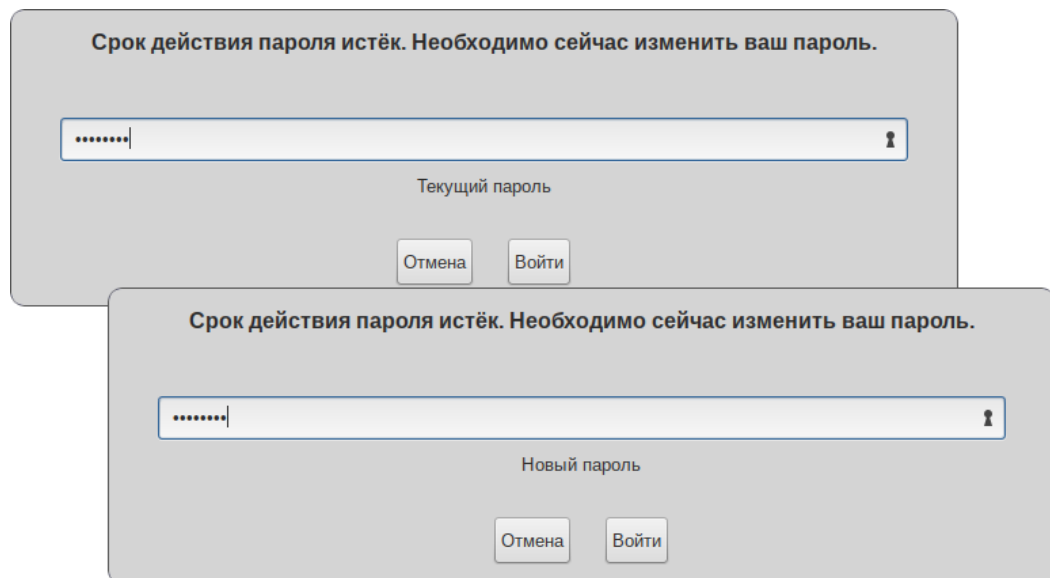 Срок действия пароля истёк. Необходимо сейчас изменить ваш пароль.
••••••••
Текущий пароль
Отмена Войти
Срок действия пароля истёк. Необходимо сейчас изменить ваш пароль.
••••••••
Новый пароль
Отмена Войти